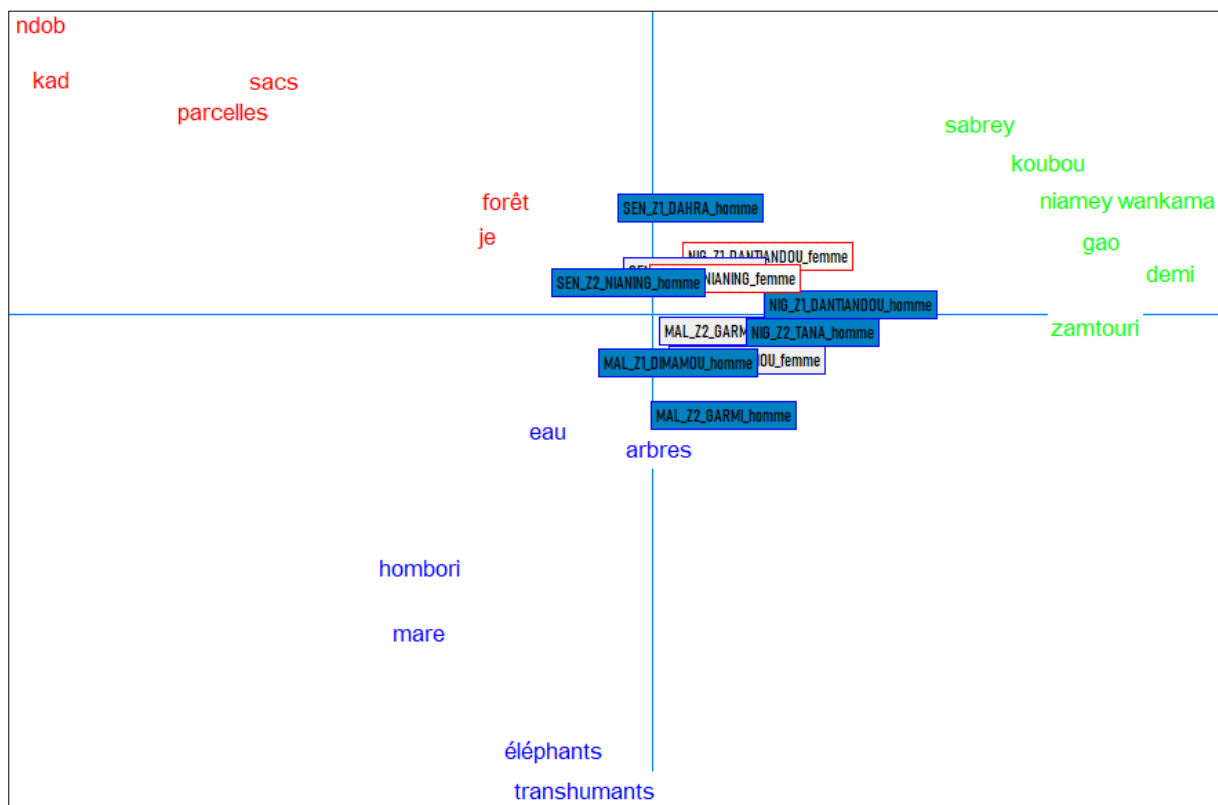 ndob
kad
sacs
parcelles
sabrey
koubou
forêt
niamey wankama
SEN_Z1_DAHRA_homme
je
gao
NIG_Z1_DANTIANDOU_femme
demi
NIANING_femme
SEN_Z2_NIANING_homme
NIG_Z1_DANTIANDOU_homme
zamtouri
MAL_Z2_GARM
NIG_Z2_TANA_homme
MAL_Z1_DIMAMOU_homme
OU_femme
MAL_Z2_GARMI_homme
eau
arbres
hombori
mare
éléphants
transhumants